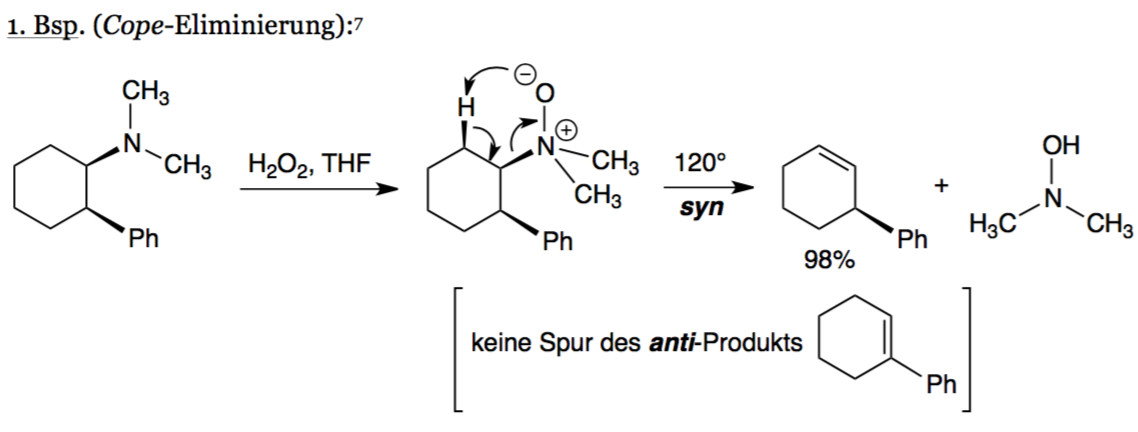 1. Bsp. (Cope-Eliminierung):⁷
CH₃
N
CH₃
Ph
H₂O₂, THF
⊖
O
H
⊕
N
CH₃
CH₃
Ph
120°
syn
Ph
98%
+
OH
N
H₃C
CH₃
keine Spur des anti-Produkts
Ph